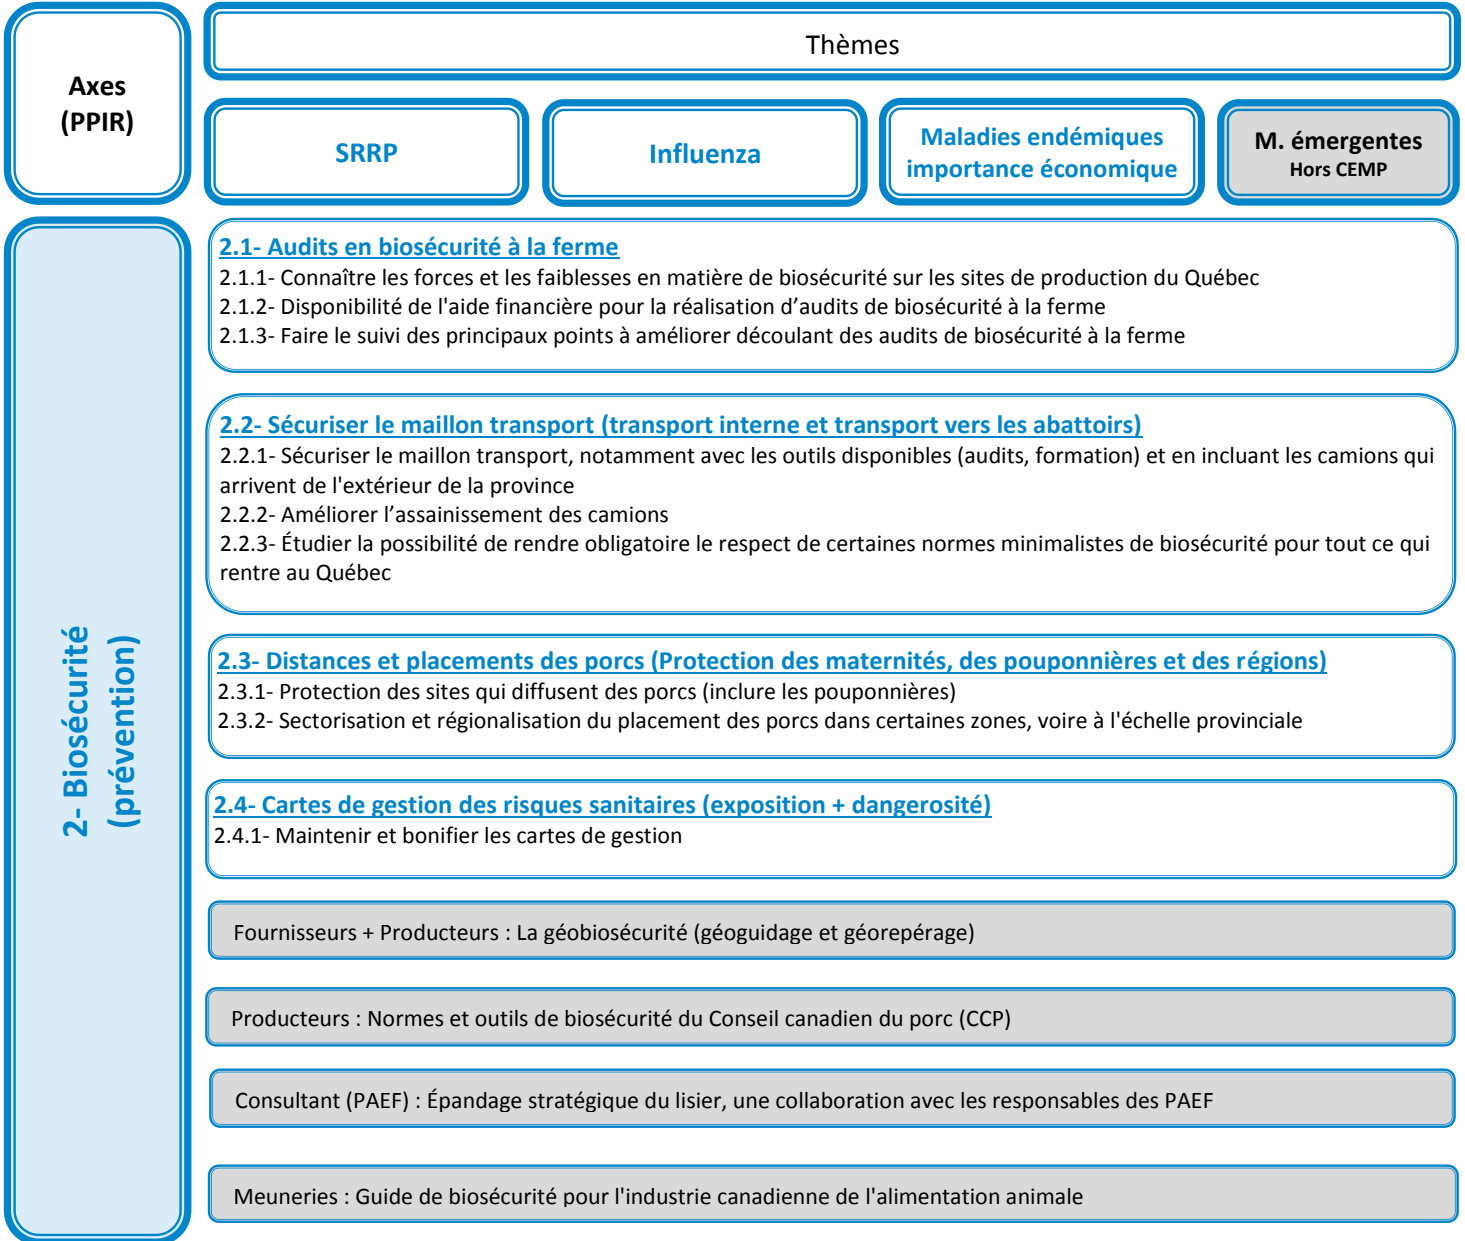 Axes
(PPIR)
Thèmes
SRRP
Influenza
Maladies endémiques
importance économique
M. émergentes
Hors CEMP
2- Biosécurité
(prévention)
2.1- Audits en biosécurité à la ferme
2.1.1- Connaître les forces et les faiblesses en matière de biosécurité sur les sites de production du Québec
2.1.2- Disponibilité de l'aide financière pour la réalisation d’audits de biosécurité à la ferme
2.1.3- Faire le suivi des principaux points à améliorer découlant des audits de biosécurité à la ferme
2.2- Sécuriser le maillon transport (transport interne et transport vers les abattoirs)
2.2.1- Sécuriser le maillon transport, notamment avec les outils disponibles (audits, formation) et en incluant les camions qui
arrivent de l'extérieur de la province
2.2.2- Améliorer l’assainissement des camions
2.2.3- Étudier la possibilité de rendre obligatoire le respect de certaines normes minimalistes de biosécurité pour tout ce qui
rentre au Québec
2.3- Distances et placements des porcs (Protection des maternités, des pouponnières et des régions)
2.3.1- Protection des sites qui diffusent des porcs (inclure les pouponnières)
2.3.2- Sectorisation et régionalisation du placement des porcs dans certaines zones, voire à l'échelle provinciale
2.4- Cartes de gestion des risques sanitaires (exposition + dangerosité)
2.4.1- Maintenir et bonifier les cartes de gestion
Fournisseurs + Producteurs : La géobiosécurité (géoguidage et géorepérage)
Producteurs : Normes et outils de biosécurité du Conseil canadien du porc (CCP)
Consultant (PAEF) : Épandage stratégique du lisier, une collaboration avec les responsables des PAEF
Meuneries : Guide de biosécurité pour l'industrie canadienne de l'alimentation animale